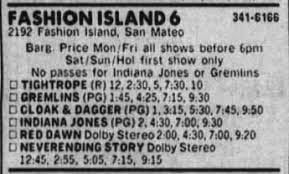 FASHION ISLAND 6 341-6166
2192 Fashion Island, San Mateo
Barg. Price Mon/Fri all shows before 6pm
Sat/Sun/Hol first show only
No passes for Indiana Jones or Gremlins
□ TIGHTROPE (R) 12, 2:30, 5, 7:30, 10
□ GREMLINS (PG) 1:45, 4:25, 7:15, 9:30
□ CLOAK & DAGGER (PG) 1, 3:15, 5:30, 7:45, 9:50
□ INDIANA JONES (PG) 2, 4:30, 7:00, 9:30
□ RED DAWN Dolby Stereo 2:00, 4:30, 7:00, 9:20
□ NEVERENDING STORY Dolby Stereo
12:45, 2:55, 5:05, 7:15, 9:15